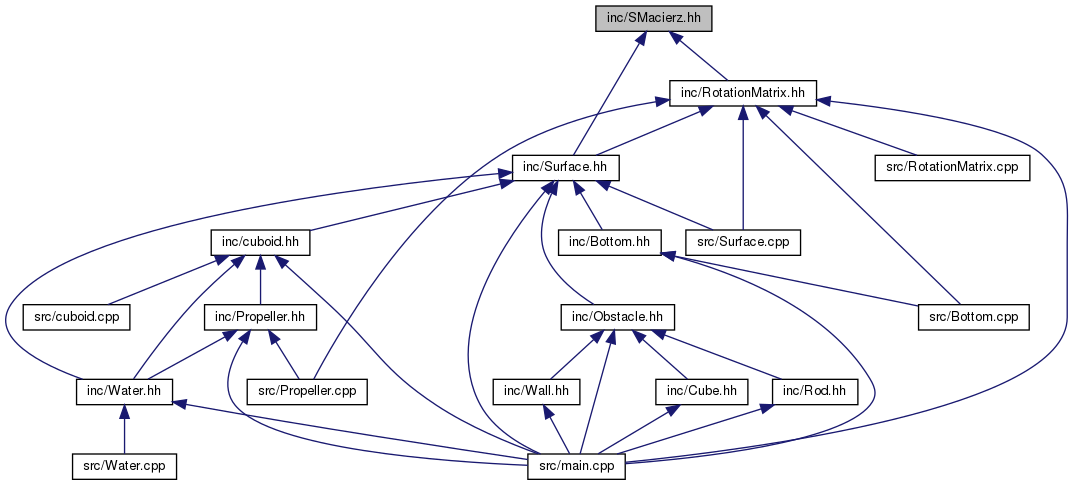 inc/SMacierz.hh
inc/RotationMatrix.hh
inc/Surface.hh
src/RotationMatrix.cpp
inc/cuboid.hh
inc/Bottom.hh
src/Surface.cpp
src/cuboid.cpp
inc/Propeller.hh
inc/Obstacle.hh
src/Bottom.cpp
inc/Water.hh
src/Propeller.cpp
inc/Wall.hh
inc/Cube.hh
inc/Rod.hh
src/Water.cpp
src/main.cpp